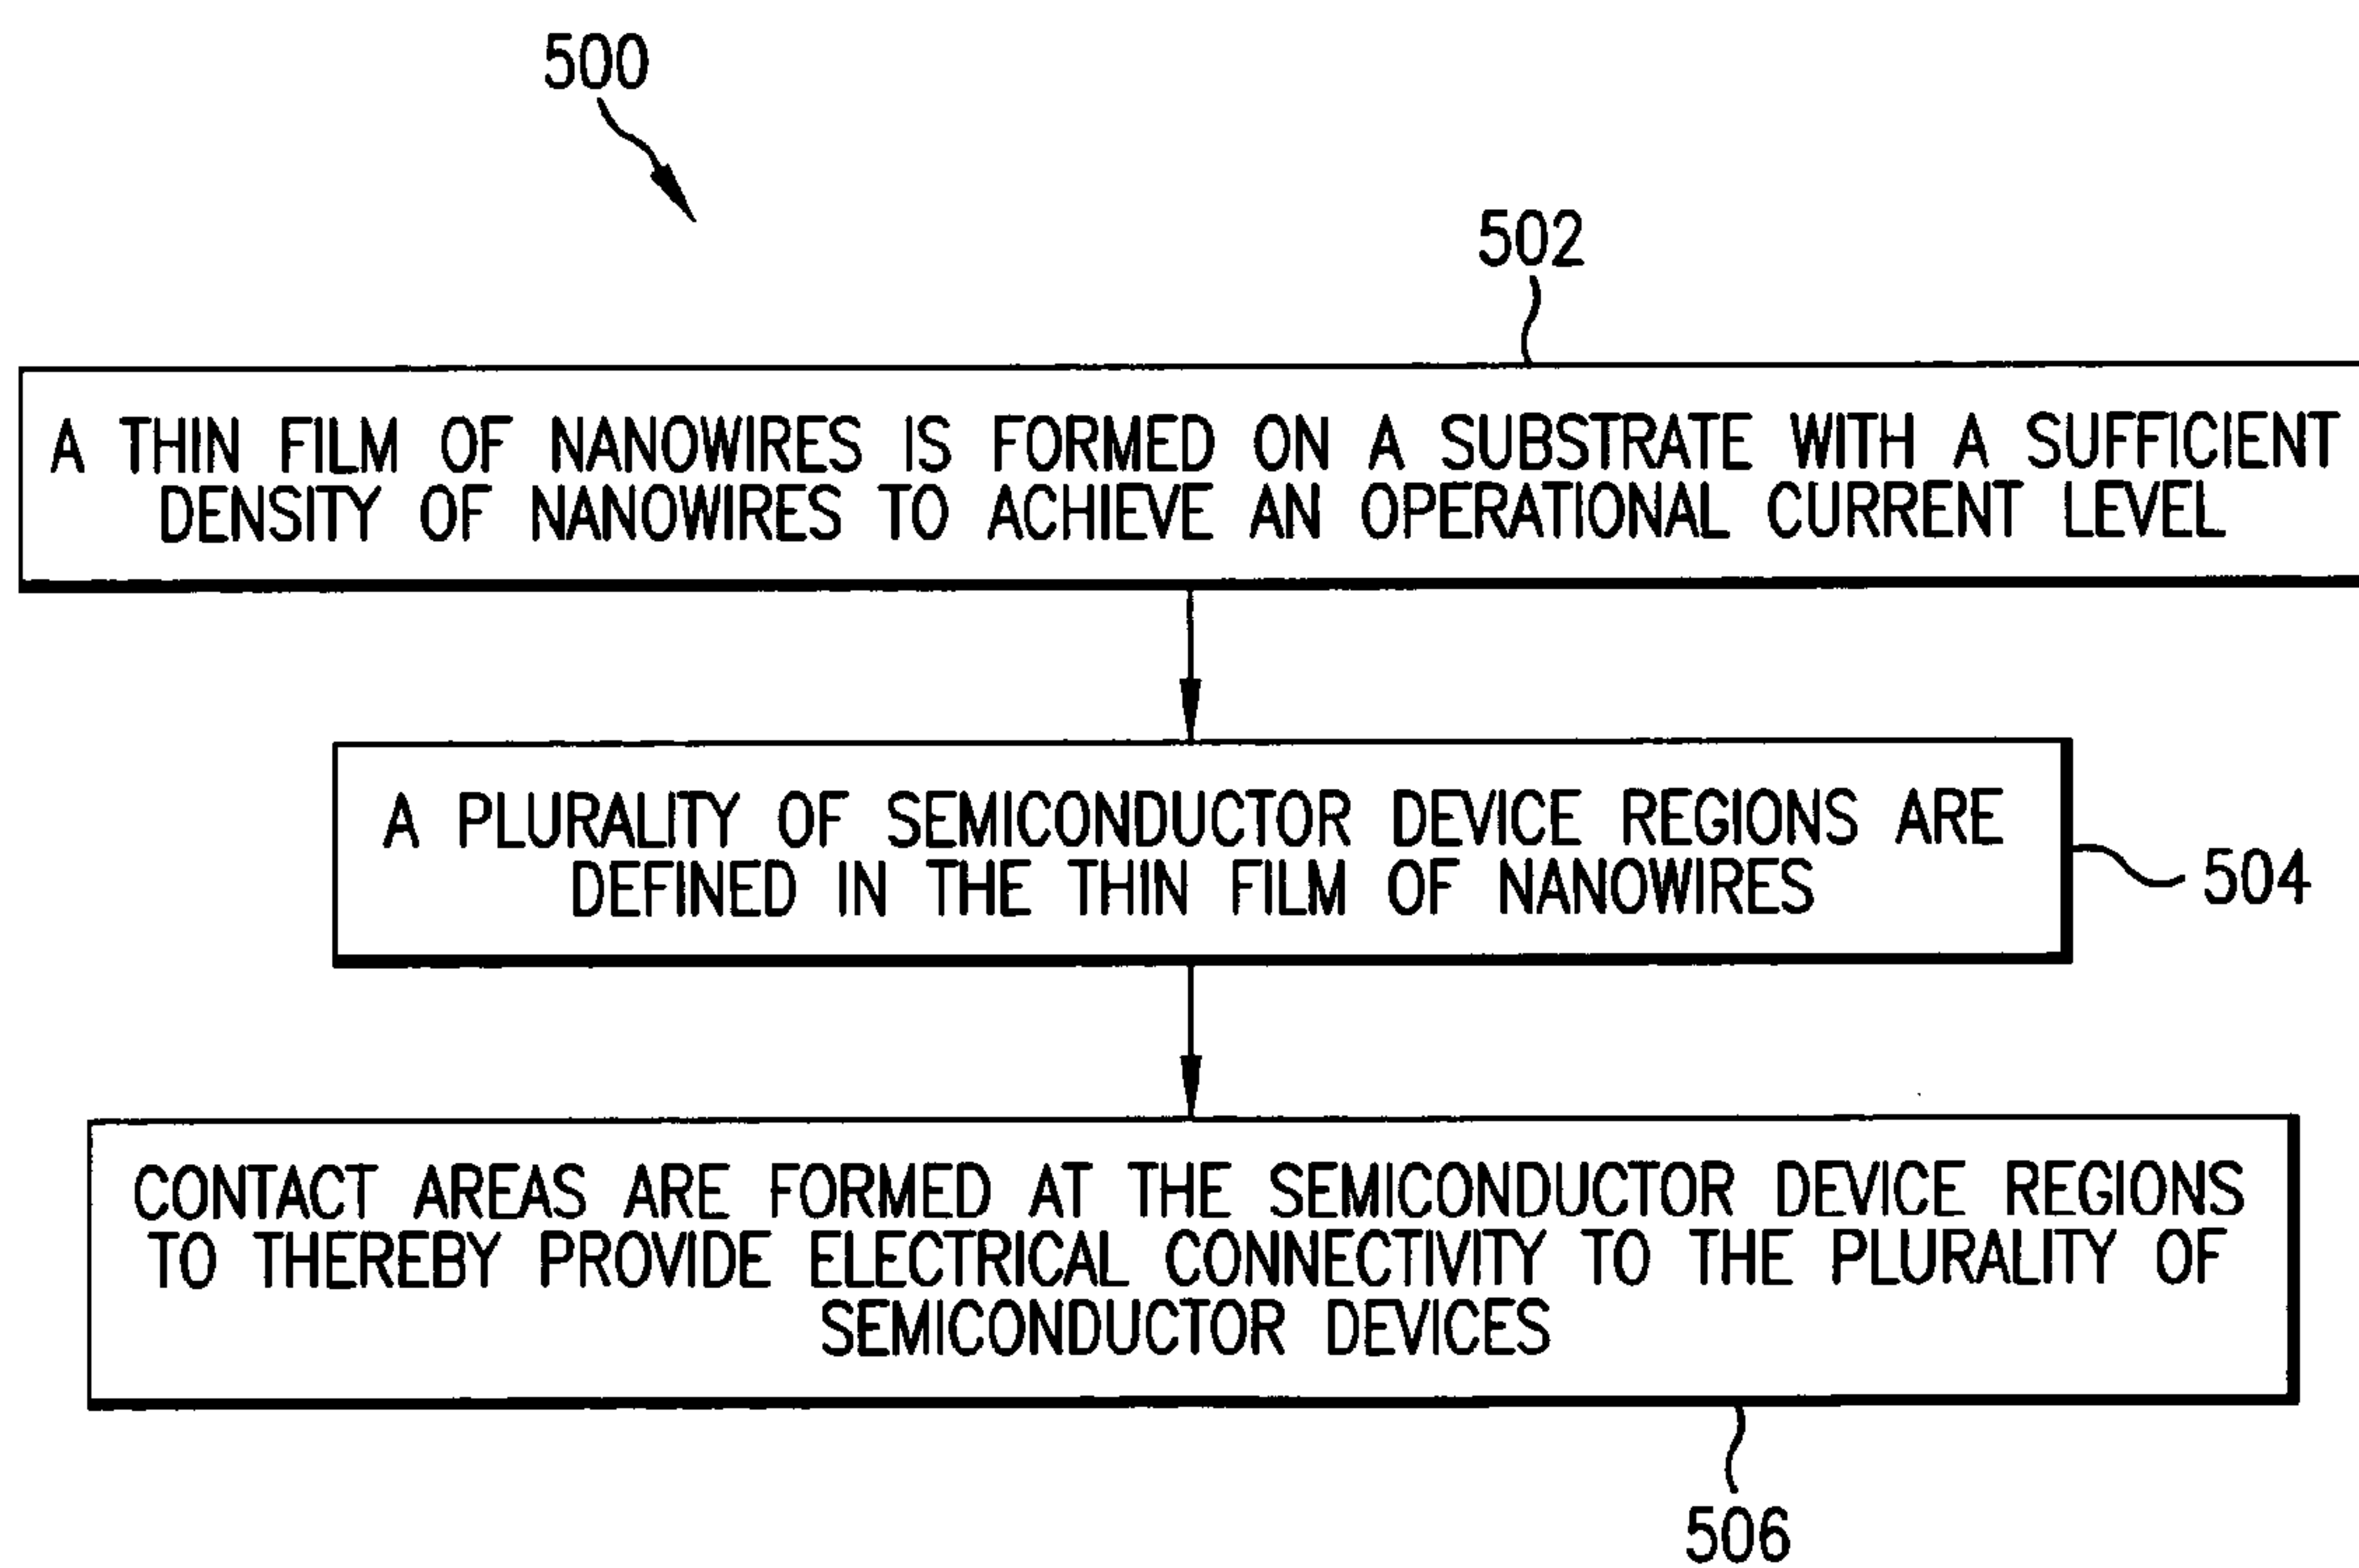 500
502
A THIN FILM OF NANOWIRES IS FORMED ON A SUBSTRATE WITH A SUFFICIENT
DENSITY OF NANOWIRES TO ACHIEVE AN OPERATIONAL CURRENT LEVEL
A PLURALITY OF SEMICONDUCTOR DEVICE REGIONS ARE
DEFINED IN THE THIN FILM OF NANOWIRES
504
CONTACT AREAS ARE FORMED AT THE SEMICONDUCTOR DEVICE REGIONS
TO THEREBY PROVIDE ELECTRICAL CONNECTIVITY TO THE PLURALITY OF
SEMICONDUCTOR DEVICES
506